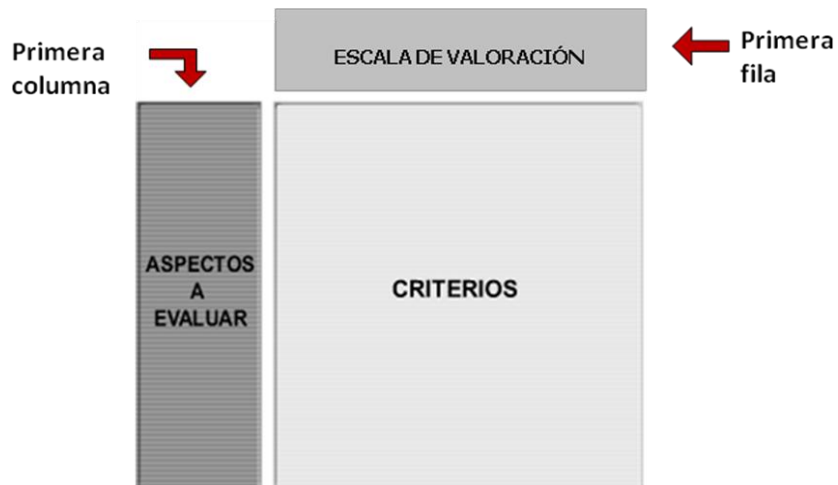 Primera
columna
ESCALA DE VALORACIÓN
Primera
fila
ASPECTOS
A
EVALUAR
CRITERIOS